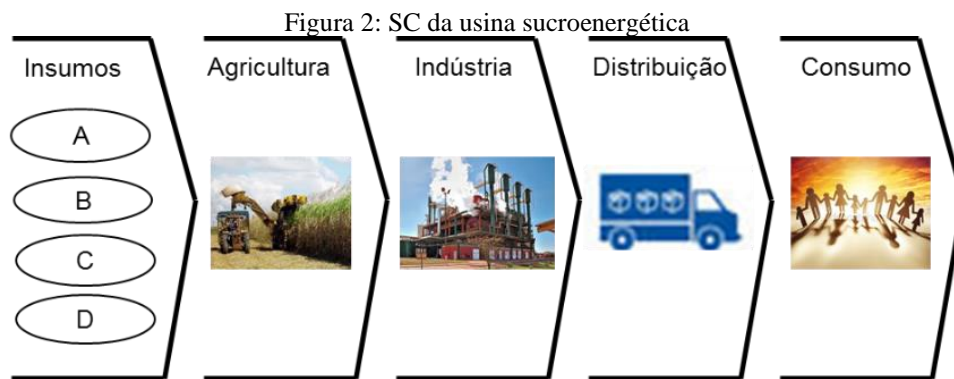 Figura 2: SC da usina sucroenergética
Insumos
Agricultura
Indústria
Distribuição
Consumo
A
B
C
D